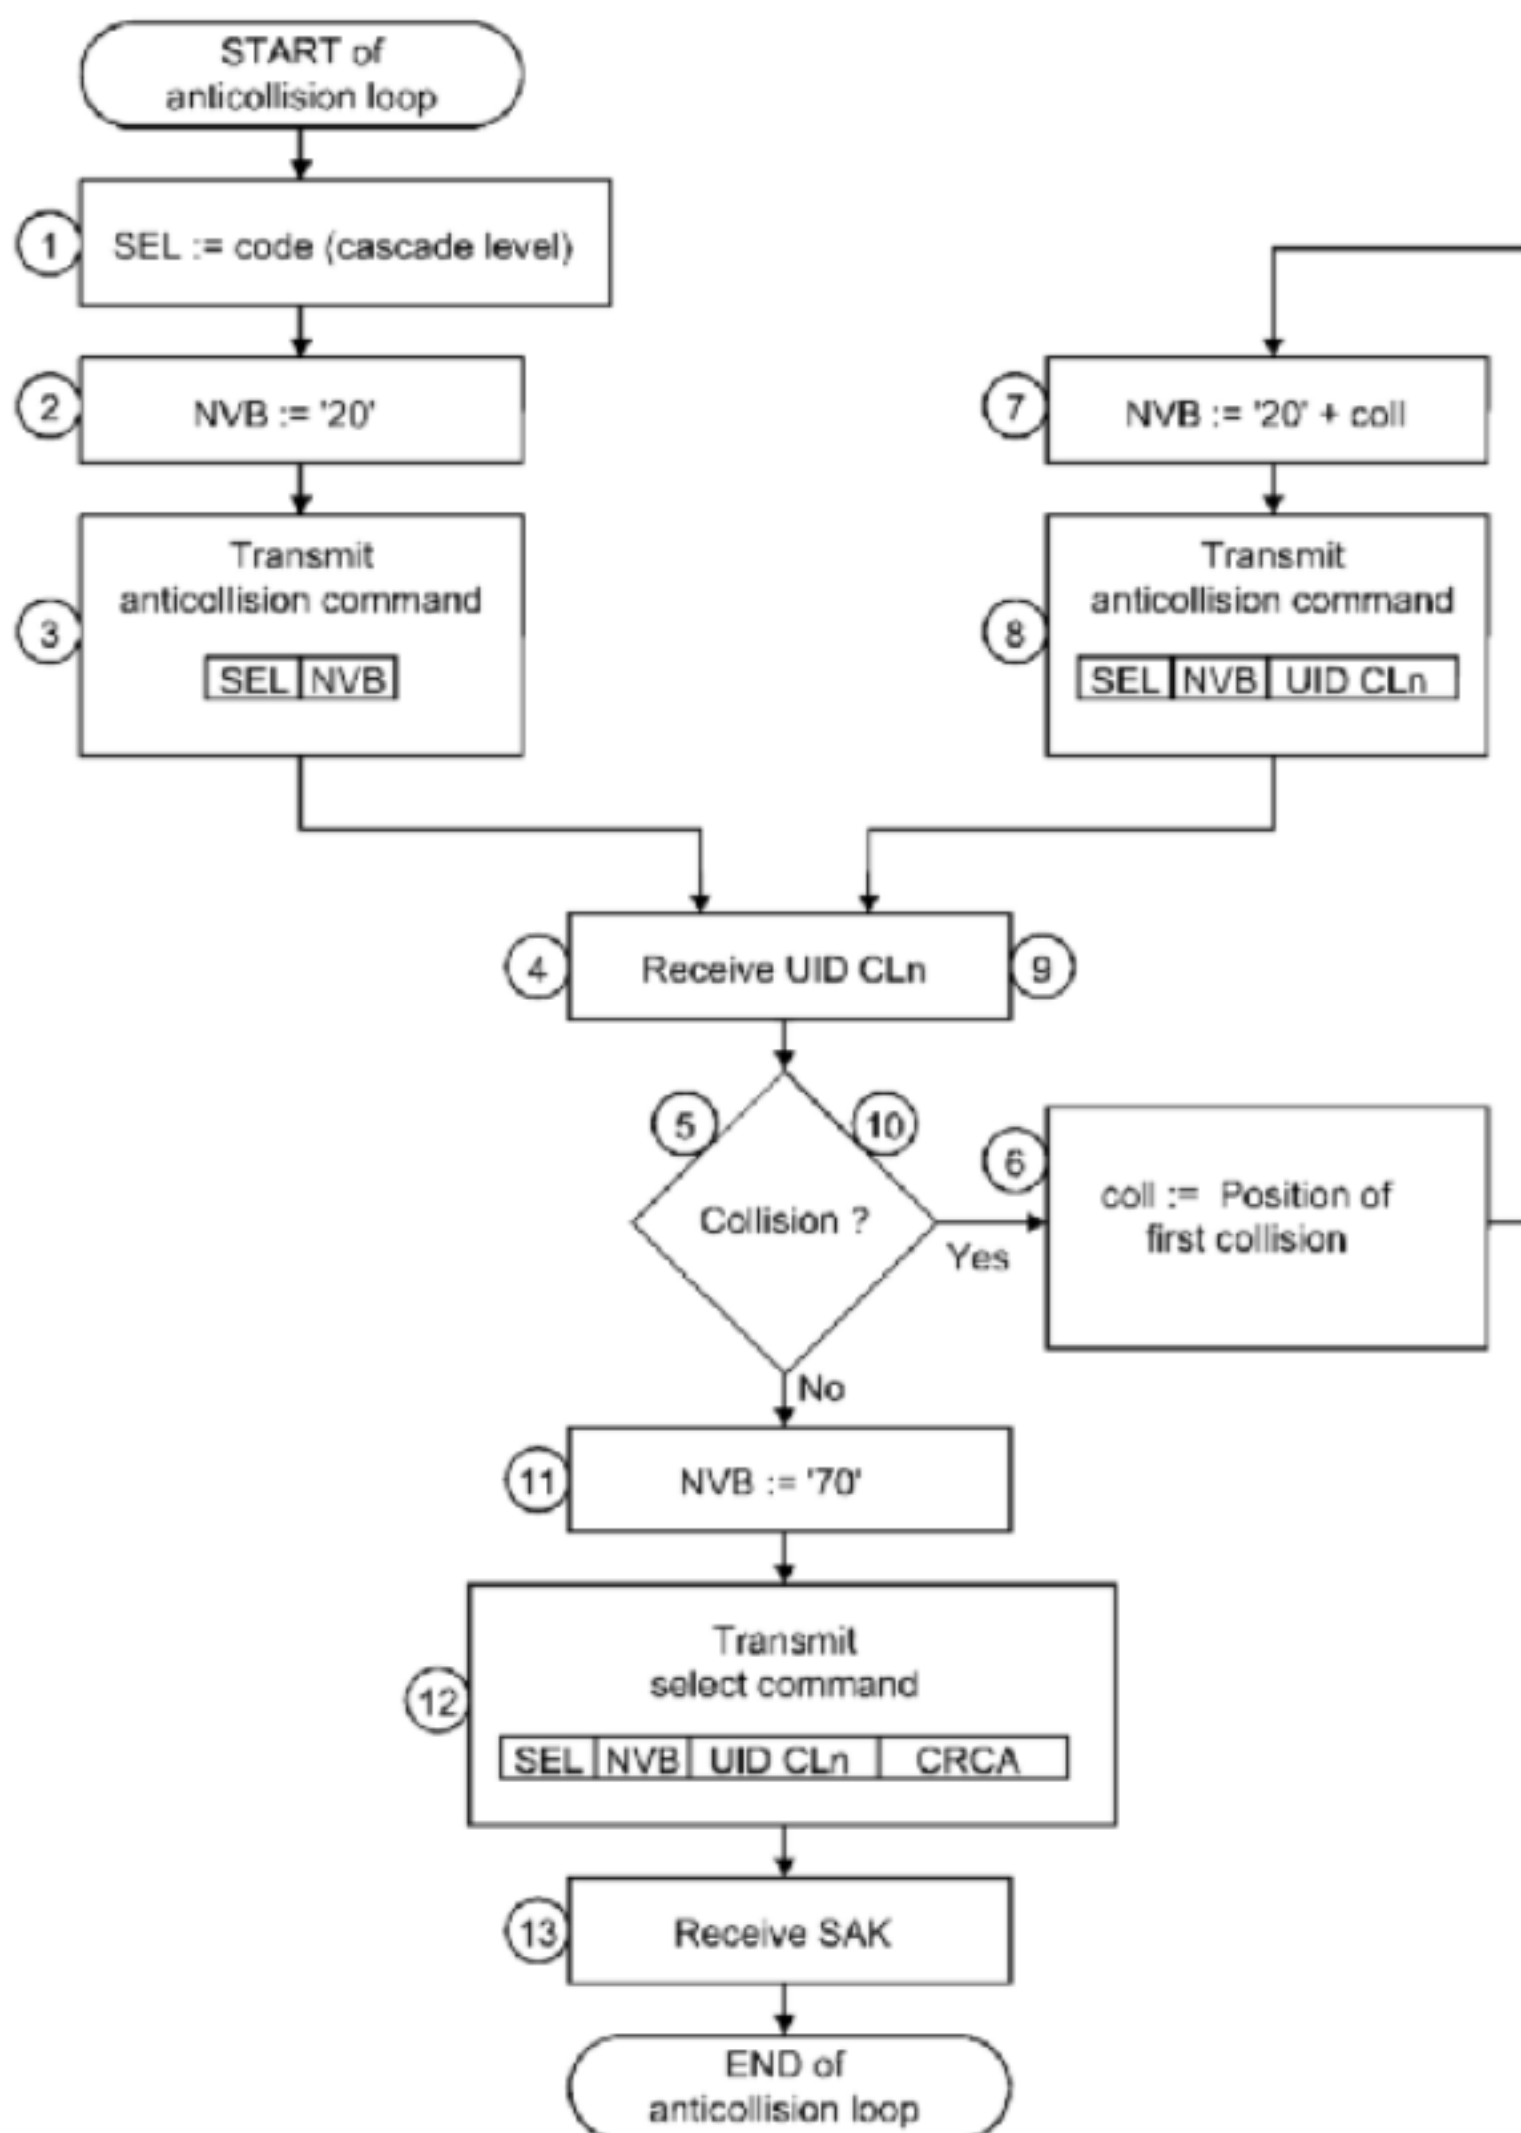 START of
anticollision loop
1
SEL := code (cascade level)
2
NVB := '20'
3
Transmit
anticollision command
SEL NVB
7
NVB := '20' + coll
8
Transmit
anticollision command
SEL NVB UID CLn
4
Receive UID CLn
9
5
10
Collision ?
Yes
6
coll := Position of
first collision
No
11
NVB := '70'
12
Transmit
select command
SEL NVB UID CLn CRCA
13
Receive SAK
END of
anticollision loop